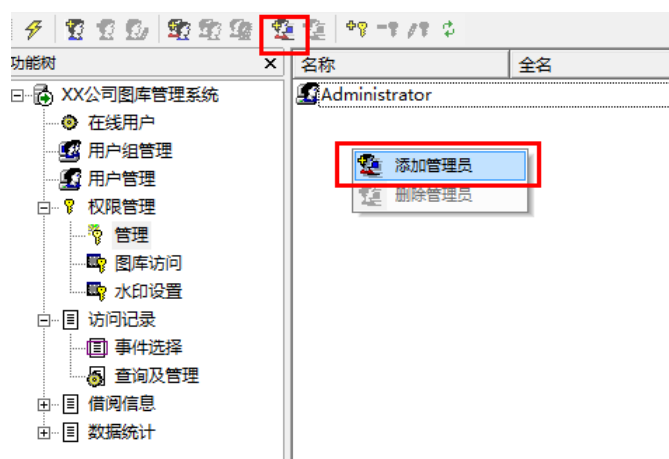 功能树
名称 全名
XX公司图库管理系统
Administrator
在线用户
用户组管理
添加管理员
用户管理
删除管理员
权限管理
管理
图库访问
水印设置
访问记录
事件选择
查询及管理
借阅信息
数据统计